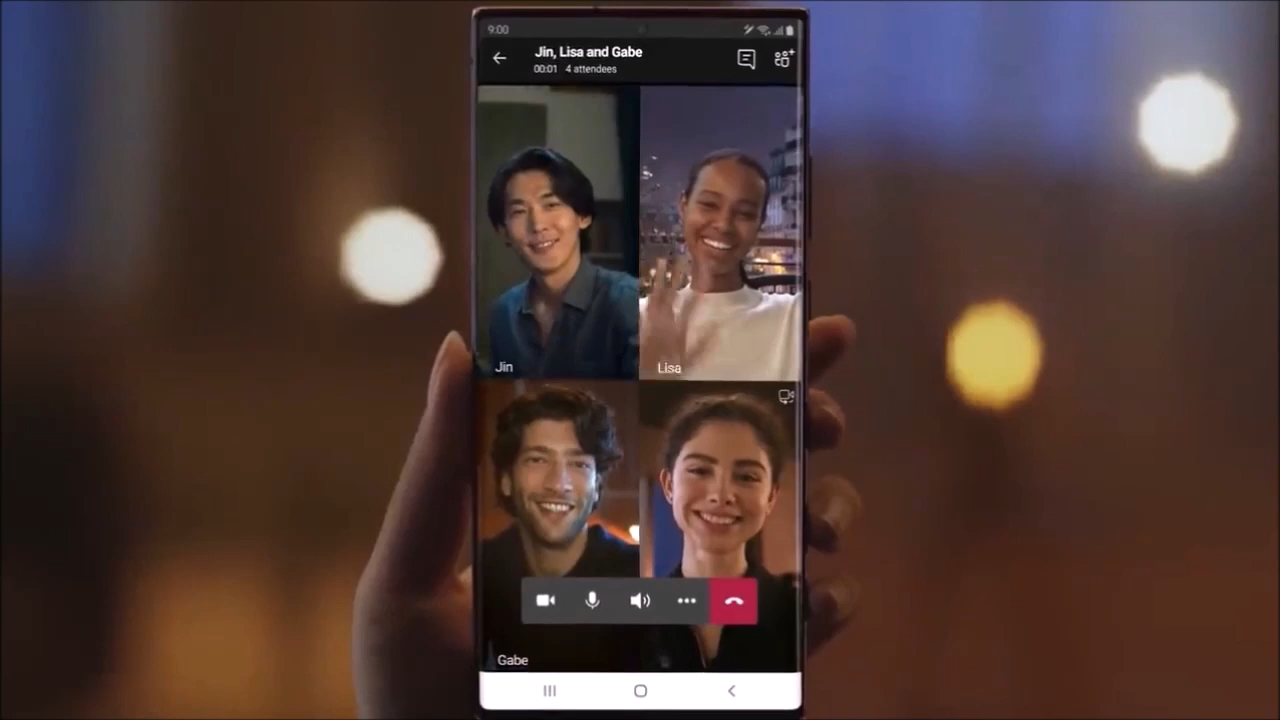 9:00
Jin, Lisa and Gabe
00:01 4 attendees
Jin
Lisa
Gabe